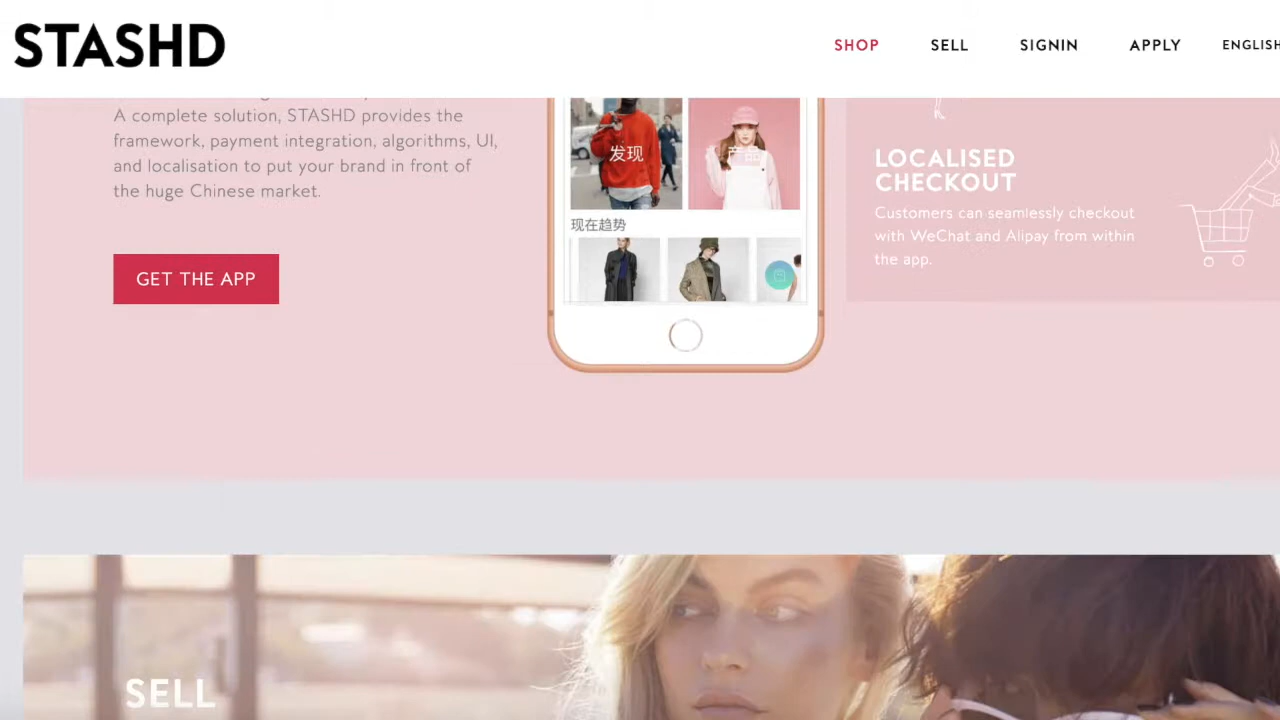 STASHD
SHOP
SELL
SIGNIN
APPLY
ENGLISH
A complete solution, STASHD provides the
framework, payment integration, algorithms, UI,
and localisation to put your brand in front of
the huge Chinese market.
GET THE APP
发现
产品
现在趋势
LOCALISED
CHECKOUT
Customers can seamlessly checkout
with WeChat and Alipay from within
the app.
SELL